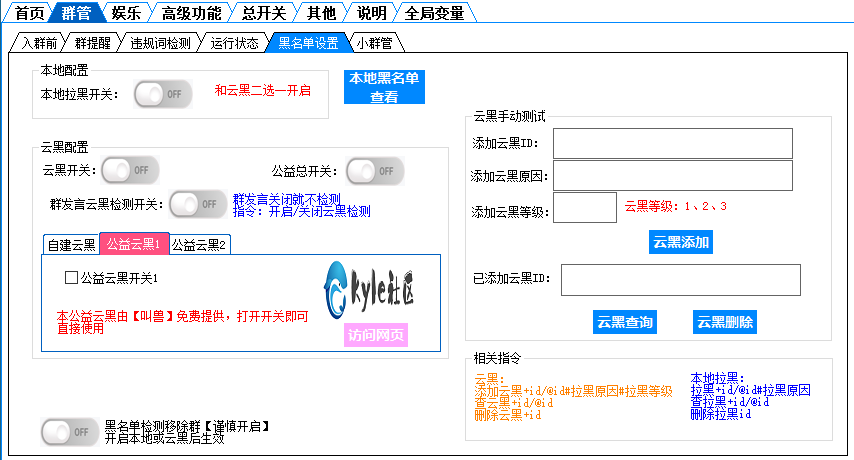 首页 群管 娱乐 高级功能 总开关 其他 说明 全局变量
入群前 群提醒 违规词检测 运行状态 黑名单设置 小群管
本地配置
本地拉黑开关： OFF 和云黑二选一开启
本地黑名单
查看
云黑配置
云黑开关： OFF 公益总开关： OFF
群发言云黑检测开关： OFF 群发言关闭就不检测
指令：开启/关闭云黑检测
自建云黑 公益云黑1 公益云黑2
公益云黑开关1
kyle社区
本公益云黑由【叫兽】免费提供，打开开关即可
直接使用
访问网页
OFF 黑名单检测移除群【谨慎开启】
开启本地或云黑后生效
云黑手动测试
添加云黑ID：
添加云黑原因：
添加云黑等级： 云黑等级：1、2、3
云黑添加
已添加云黑ID：
云黑查询 云黑删除
相关指令
云黑：
添加云黑+id/@id#拉黑原因#拉黑等级
查云黑+id/@id
删除云黑+id
本地拉黑：
拉黑+id/@id#拉黑原因
查拉黑+id/@id
删除拉黑id